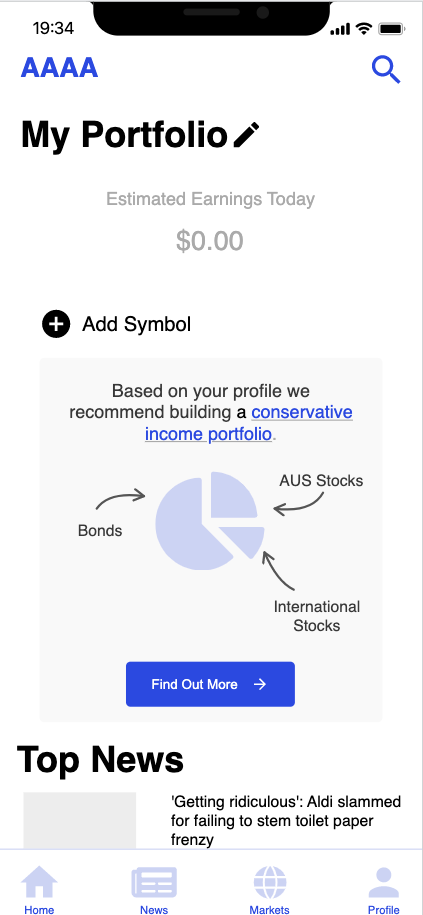 19:34
AAAA
My Portfolio
Estimated Earnings Today
$0.00
Add Symbol
Based on your profile we
recommend building a conservative
income portfolio.
AUS Stocks
Bonds
International
Stocks
Find Out More
Top News
'Getting ridiculous': Aldi slammed
for failing to stem toilet paper
frenzy
Home
News
Markets
Profile